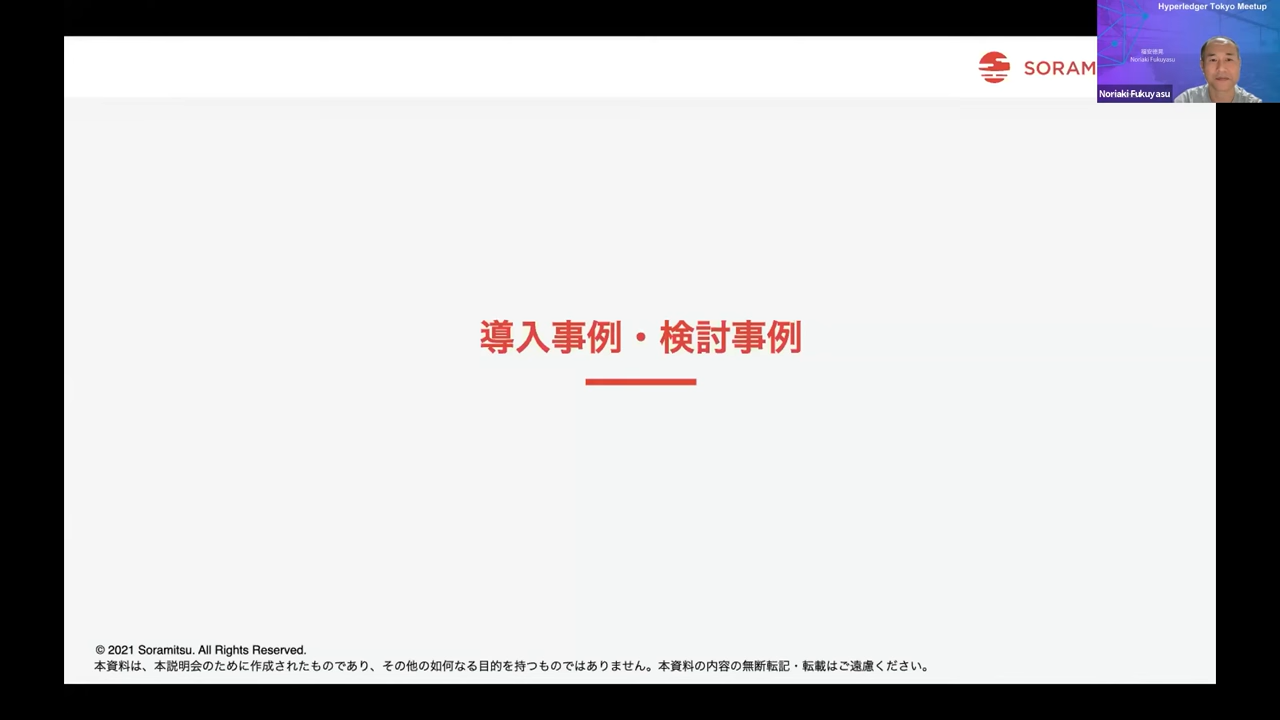 Hyperledger Tokyo Meetup
SORAM
福安徳晃
Noriaki Fukuyasu
Noriaki Fukuyasu
導入事例・検討事例
© 2021 Soramitsu. All Rights Reserved.
本資料は、本説明会のために作成されたものであり、その他の如何なる目的を持つものではありません。本資料の内容の無断転記・転載はご遠慮ください。